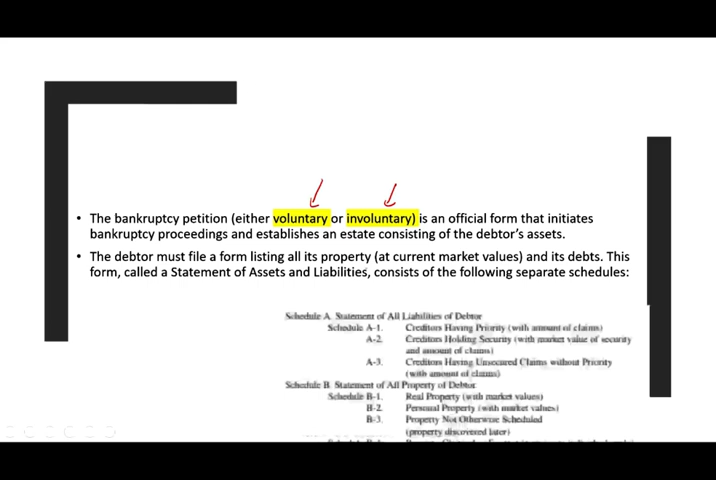 • The bankruptcy petition (either voluntary or involuntary) is an official form that initiates
bankruptcy proceedings and establishes an estate consisting of the debtor's assets.
• The debtor must file a form listing all its property (at current market values) and its debts. This
form, called a Statement of Assets and Liabilities, consists of the following separate schedules:
Schedule A. Statement of All Liabilities of Debtor
Schedule A-1. Creditors Having Priority (with amount of claims)
A-2. Creditors Holding Security (with market value of security
and amount of claims)
A-3. Creditors Having Unsecured Claims without Priority
(with amount of claims)
Schedule B. Statement of All Property of Debtor
Schedule B-1. Real Property (with market values)
B-2. Personal Property (with market values)
B-3. Property Not Otherwise Scheduled
(property discovered later)